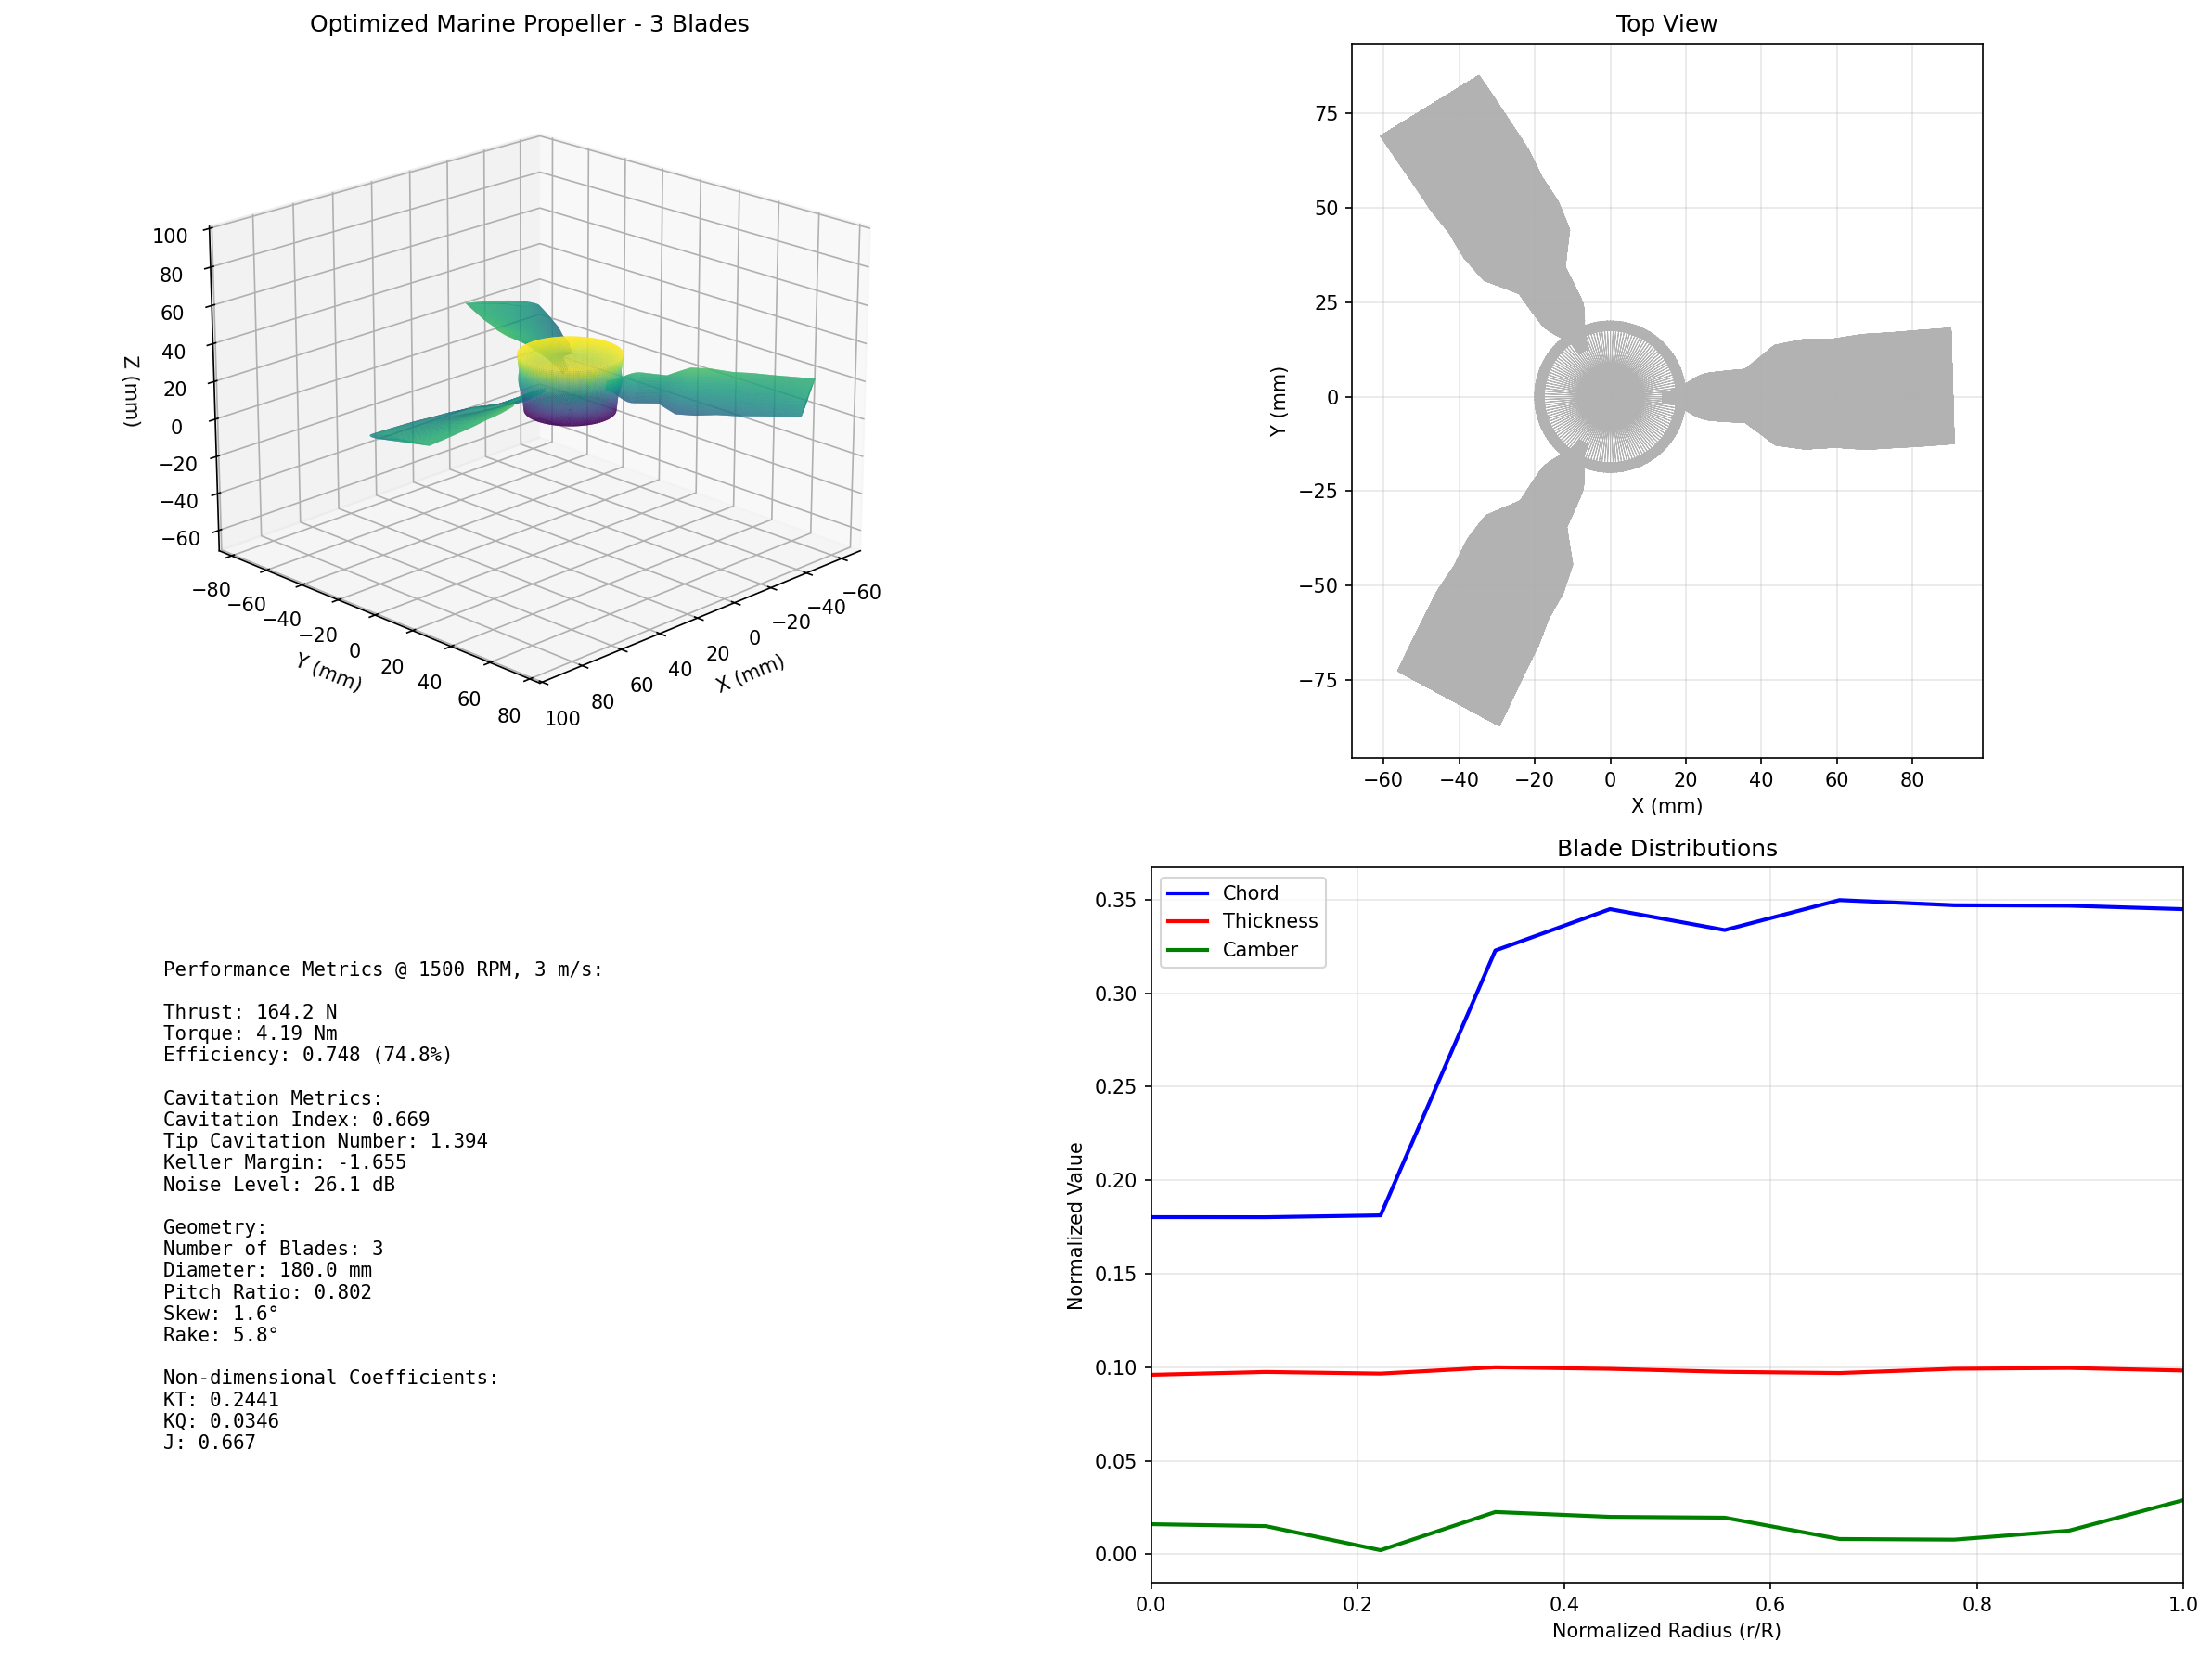 Optimized Marine Propeller - 3 Blades
100
80
60
40
20
0
−20
−40
−60
Z (mm)
−80
−60
−40
−20
0
20
40
60
80
Y (mm)
100
80
60
40
20
0
−20
−40
−60
X (mm)
Top View
75
50
25
0
−25
−50
−75
Y (mm)
−60
−40
−20
0
20
40
60
80
X (mm)
Performance Metrics @ 1500 RPM, 3 m/s:
Thrust: 164.2 N
Torque: 4.19 Nm
Efficiency: 0.748 (74.8%)
Cavitation Metrics:
Cavitation Index: 0.669
Tip Cavitation Number: 1.394
Keller Margin: -1.655
Noise Level: 26.1 dB
Geometry:
Number of Blades: 3
Diameter: 180.0 mm
Pitch Ratio: 0.802
Skew: 1.6°
Rake: 5.8°
Non-dimensional Coefficients:
KT: 0.2441
KQ: 0.0346
J: 0.667
Blade Distributions
Chord
Thickness
Camber
0.35
0.30
0.25
0.20
0.15
0.10
0.05
0.00
Normalized Value
0.0
0.2
0.4
0.6
0.8
1.0
Normalized Radius (r/R)